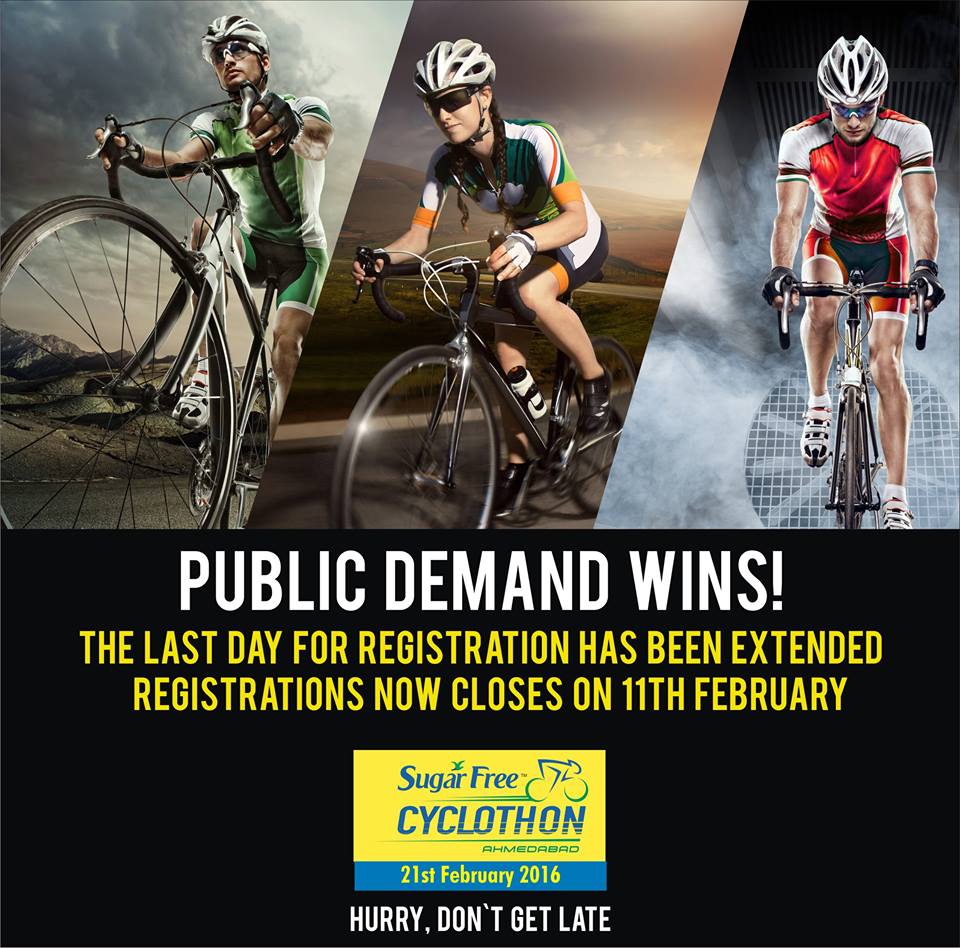 PUBLIC DEMAND WINS!
THE LAST DAY FOR REGISTRATION HAS BEEN EXTENDED
REGISTRATIONS NOW CLOSES ON 11TH FEBRUARY
Sugar Free™
CYCLOTHON
AHMEDABAD
21st February 2016
HURRY, DON`T GET LATE